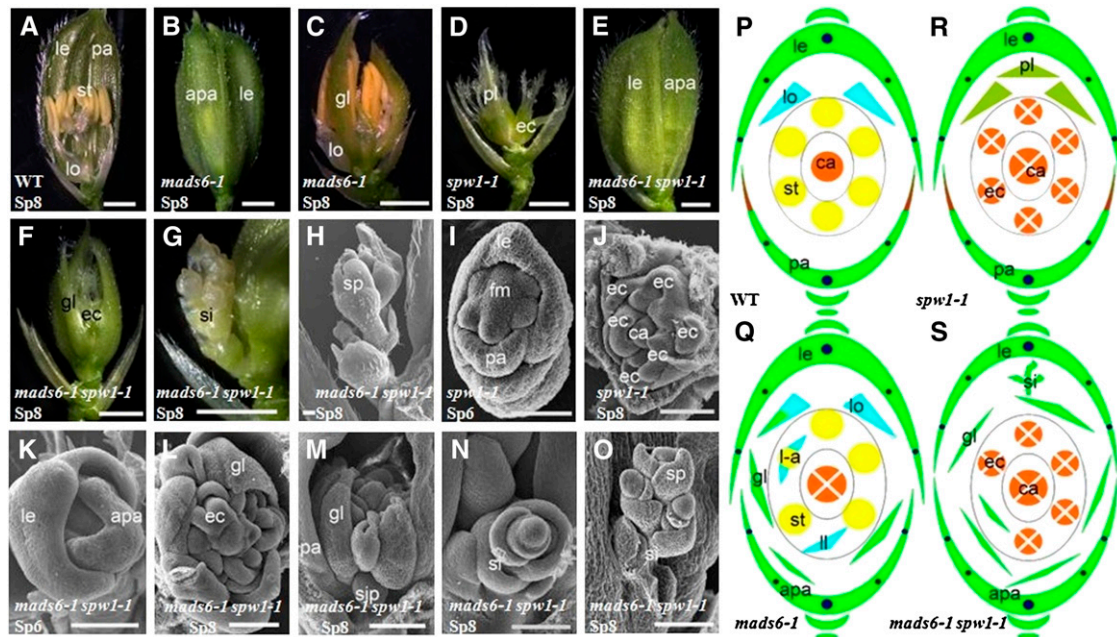 A
le
pa
st
lo
WT
Sp8
B
apa
le
mads6-1
Sp8
C
gl
lo
mads6-1
Sp8
D
pl
ec
spw1-1
Sp8
E
le
apa
mads6-1 spw1-1
Sp8
F
gl
ec
mads6-1 spw1-1
Sp8
G
si
mads6-1 spw1-1
Sp8
H
sp
mads6-1 spw1-1
Sp8
I
le
fm
pa
spw1-1
Sp6
J
ec
ec
ec
ca
ec
ec
ec
spw1-1
Sp8
K
le
apa
mads6-1 spw1-1
Sp6
L
gl
ec
mads6-1 spw1-1
Sp8
M
gl
pa
sjp
mads6-1 spw1-1
Sp8
N
si
mads6-1 spw1-1
Sp8
O
sp
si
mads6-1 spw1-1
Sp8
P
le
lo
ca
st
pa
WT
R
le
pl
ca
ec
pa
spw1-1
Q
le
lo
l-a
gl
st
ll
apa
mads6-1
S
le
si
gl
ec
ca
apa
mads6-1 spw1-1